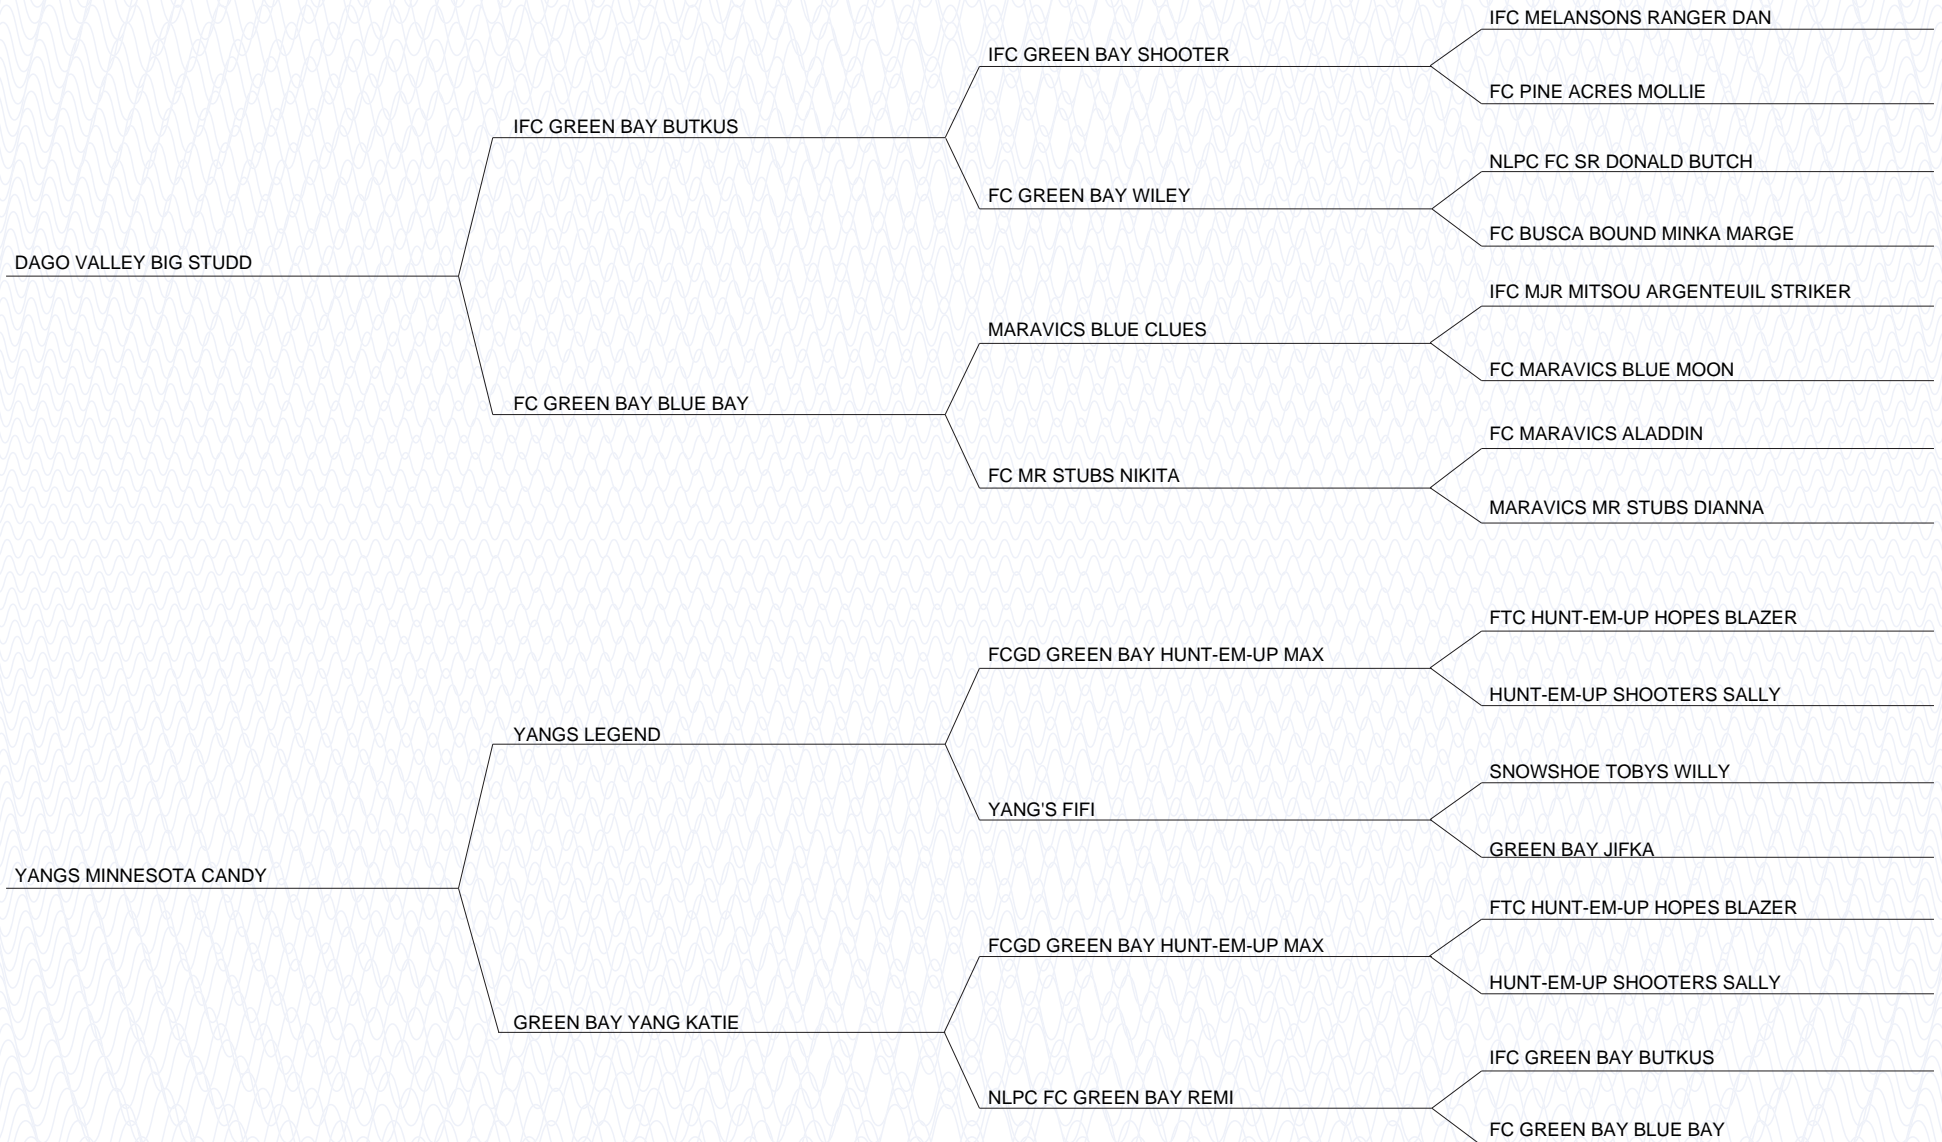 IFC MELANSONS RANGER DAN
IFC GREEN BAY SHOOTER
FC PINE ACRES MOLLIE
IFC GREEN BAY BUTKUS
NLPC FC SR DONALD BUTCH
FC GREEN BAY WILEY
FC BUSCA BOUND MINKA MARGE
DAGO VALLEY BIG STUDD
IFC MJR MITSOU ARGENTEUIL STRIKER
MARAVICS BLUE CLUES
FC MARAVICS BLUE MOON
FC GREEN BAY BLUE BAY
FC MARAVICS ALADDIN
FC MR STUBS NIKITA
MARAVICS MR STUBS DIANNA
FTC HUNT-EM-UP HOPES BLAZER
FCGD GREEN BAY HUNT-EM-UP MAX
HUNT-EM-UP SHOOTERS SALLY
YANGS LEGEND
SNOWSHOE TOBYS WILLY
YANG'S FIFI
GREEN BAY JIFKA
YANGS MINNESOTA CANDY
FTC HUNT-EM-UP HOPES BLAZER
FCGD GREEN BAY HUNT-EM-UP MAX
HUNT-EM-UP SHOOTERS SALLY
GREEN BAY YANG KATIE
IFC GREEN BAY BUTKUS
NLPC FC GREEN BAY REMI
FC GREEN BAY BLUE BAY